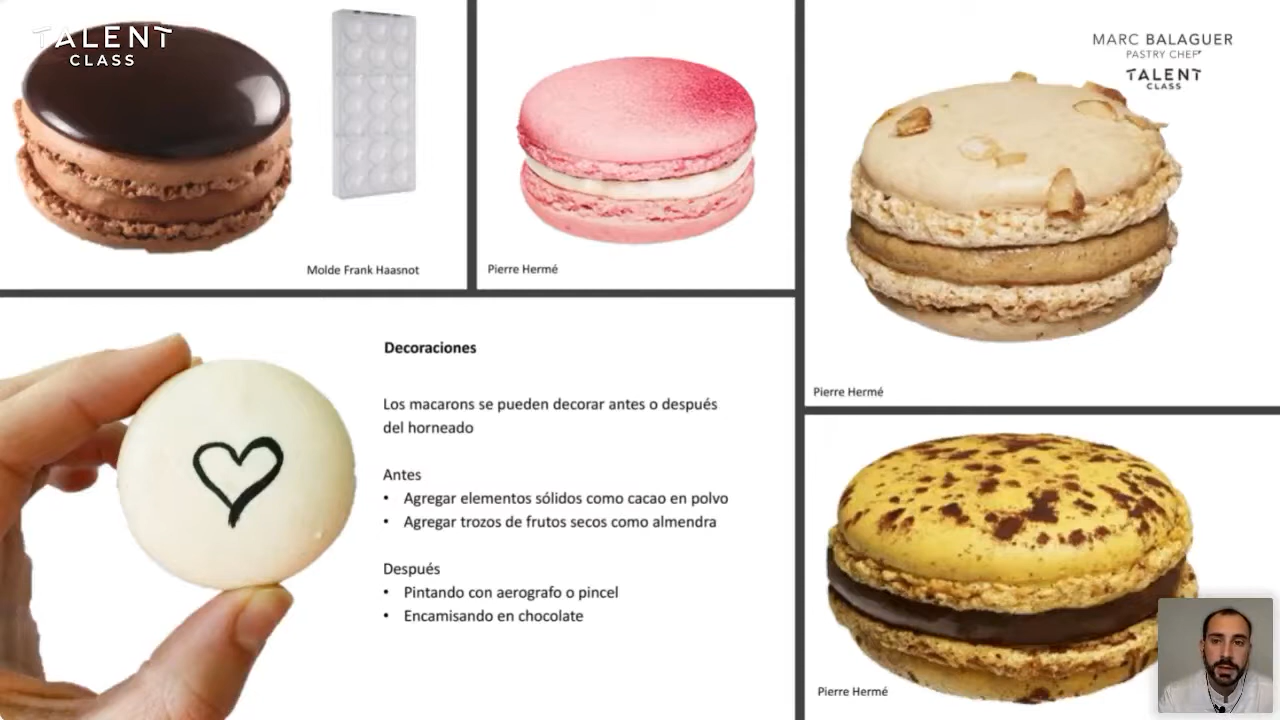 TALENT
CLASS
MARC BALAGUER
PASTRY CHEF
TALENT
CLASS
Molde Frank Haasnot
Pierre Hermé
Pierre Hermé
Decoraciones
Los macarons se pueden decorar antes o después
del horneado
Antes
• Agregar elementos sólidos como cacao en polvo
• Agregar trozos de frutos secos como almendra
Después
• Pintando con aerografo o pincel
• Encamisando en chocolate
Pierre Hermé